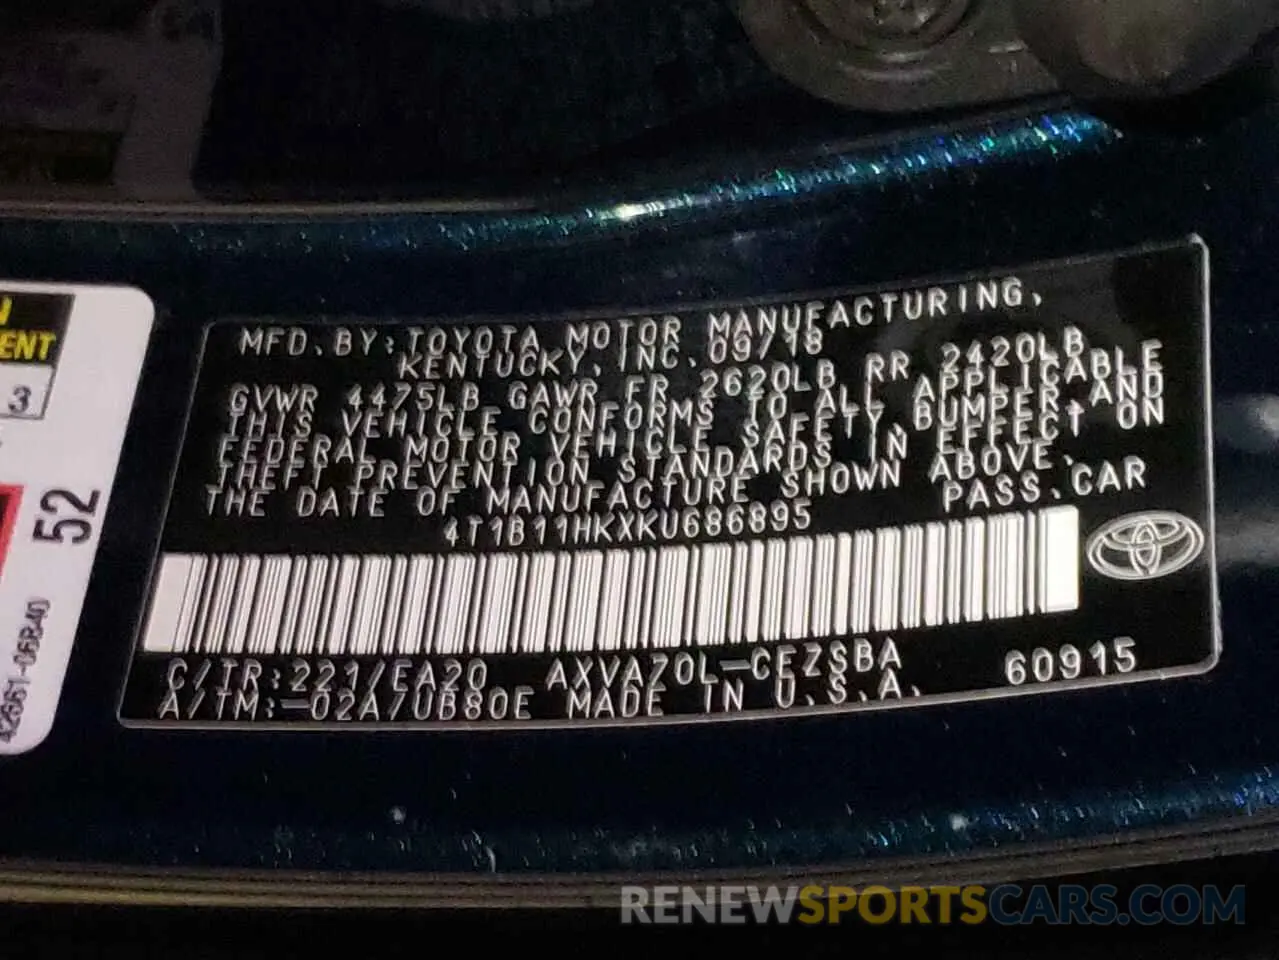 MFD.BY:TOYOTA MOTOR MANUFACTURING,
KENTUCKY,INC.09/18
GVWR 4475LB GAWR FR 2620LB RR 2420LB
THIS VEHICLE CONFORMS TO ALL APPLICABLE
FEDERAL MOTOR VEHICLE SAFETY,BUMPER,AND
THEFT PREVENTION STANDARDS IN EFFECT ON
THE DATE OF MANUFACTURE SHOWN ABOVE.
PASS.CAR
4T1B11HKXKU686895
C/TR:221/EA20 AXVA70L-CEZSBA
A/TM:-02A/UB80E MADE IN U.S.A.
60915
ENT
3
52
42661-06B40
RENEWSPORTSCARS.COM